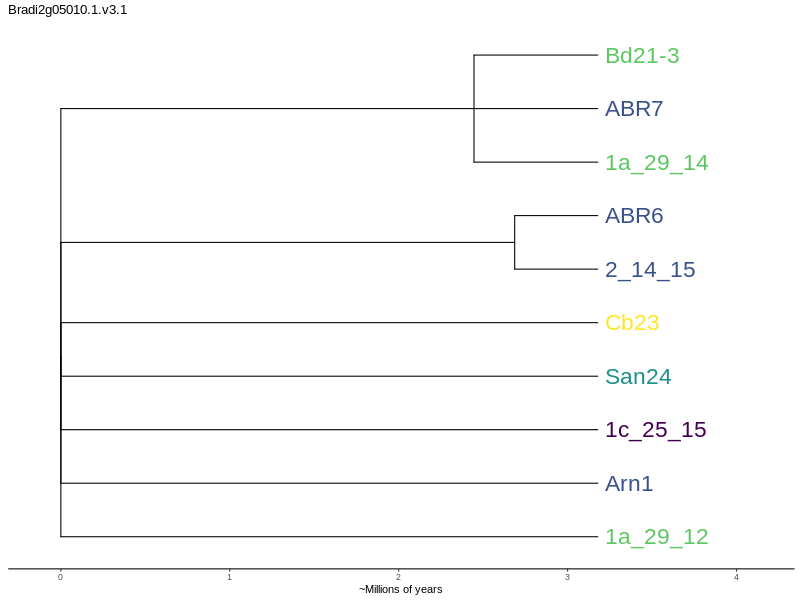 Bradi2g05010.1.v3.1
Bd21-3
ABR7
1a_29_14
ABR6
2_14_15
Cb23
San24
1c_25_15
Arn1
1a_29_12
0 1 2 3 4
~Millions of years